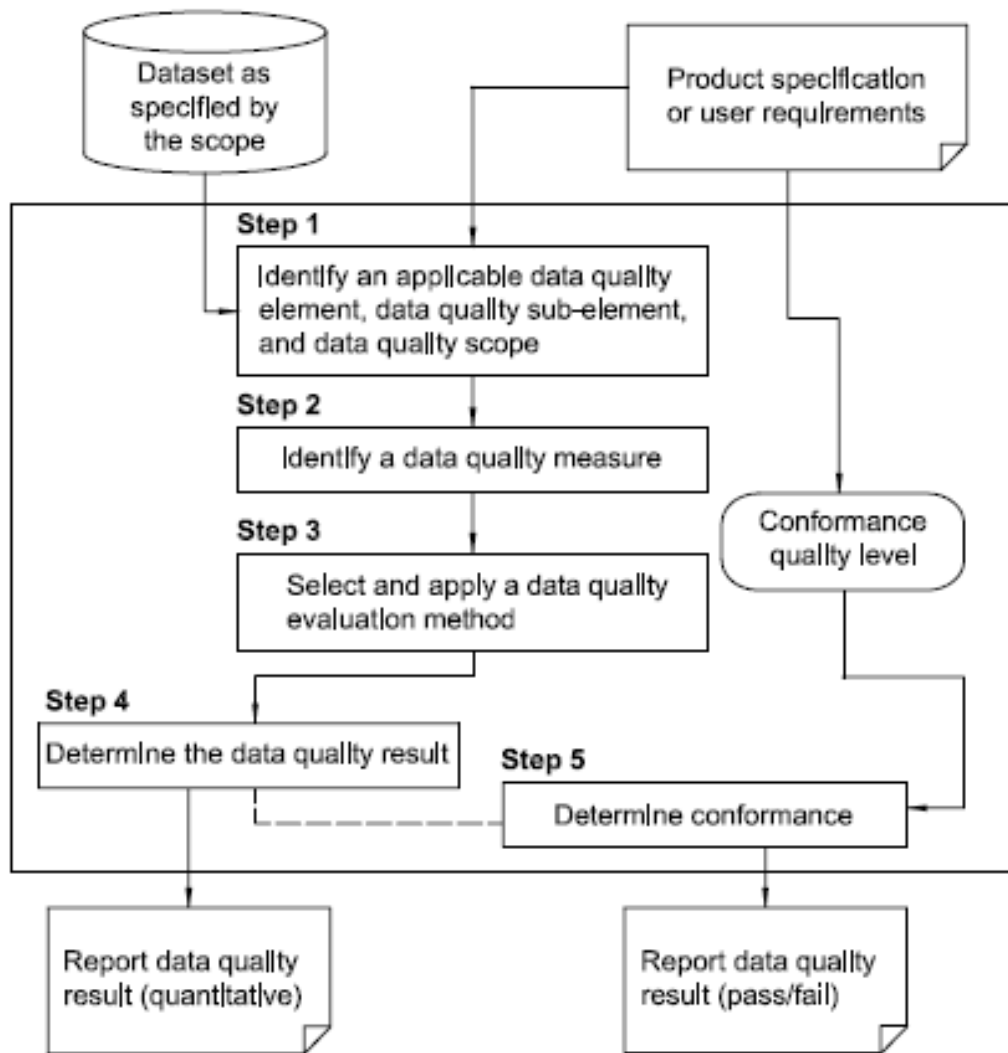 Dataset as
specified by
the scope
Product specification
or user requirements
Step 1
Identify an applicable data quality
element, data quality sub-element,
and data quality scope
Step 2
Identify a data quality measure
Step 3
Select and apply a data quality
evaluation method
Conformance
quality level
Step 4
Determine the data quality result
Step 5
Determine conformance
Report data quality
result (quantitative)
Report data quality
result (pass/fail)